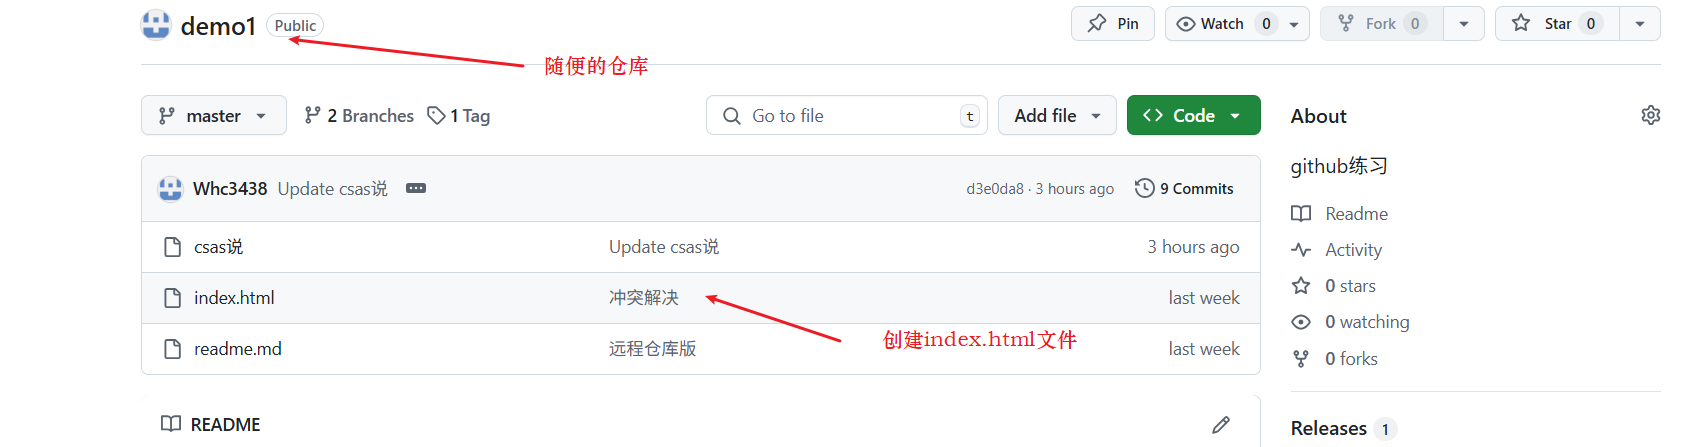 demo1 Public Pin Watch 0 Fork 0 Star 0
随便的仓库
master 2 Branches 1 Tag Go to file t Add file Code
Whc3438 Update csas说 d3e0da8 · 3 hours ago 9 Commits
csas说 Update csas说 3 hours ago
index.html 冲突解决 last week
创建index.html文件
readme.md 远程仓库版 last week
README
About
github练习
Readme
Activity
0 stars
0 watching
0 forks
Releases 1